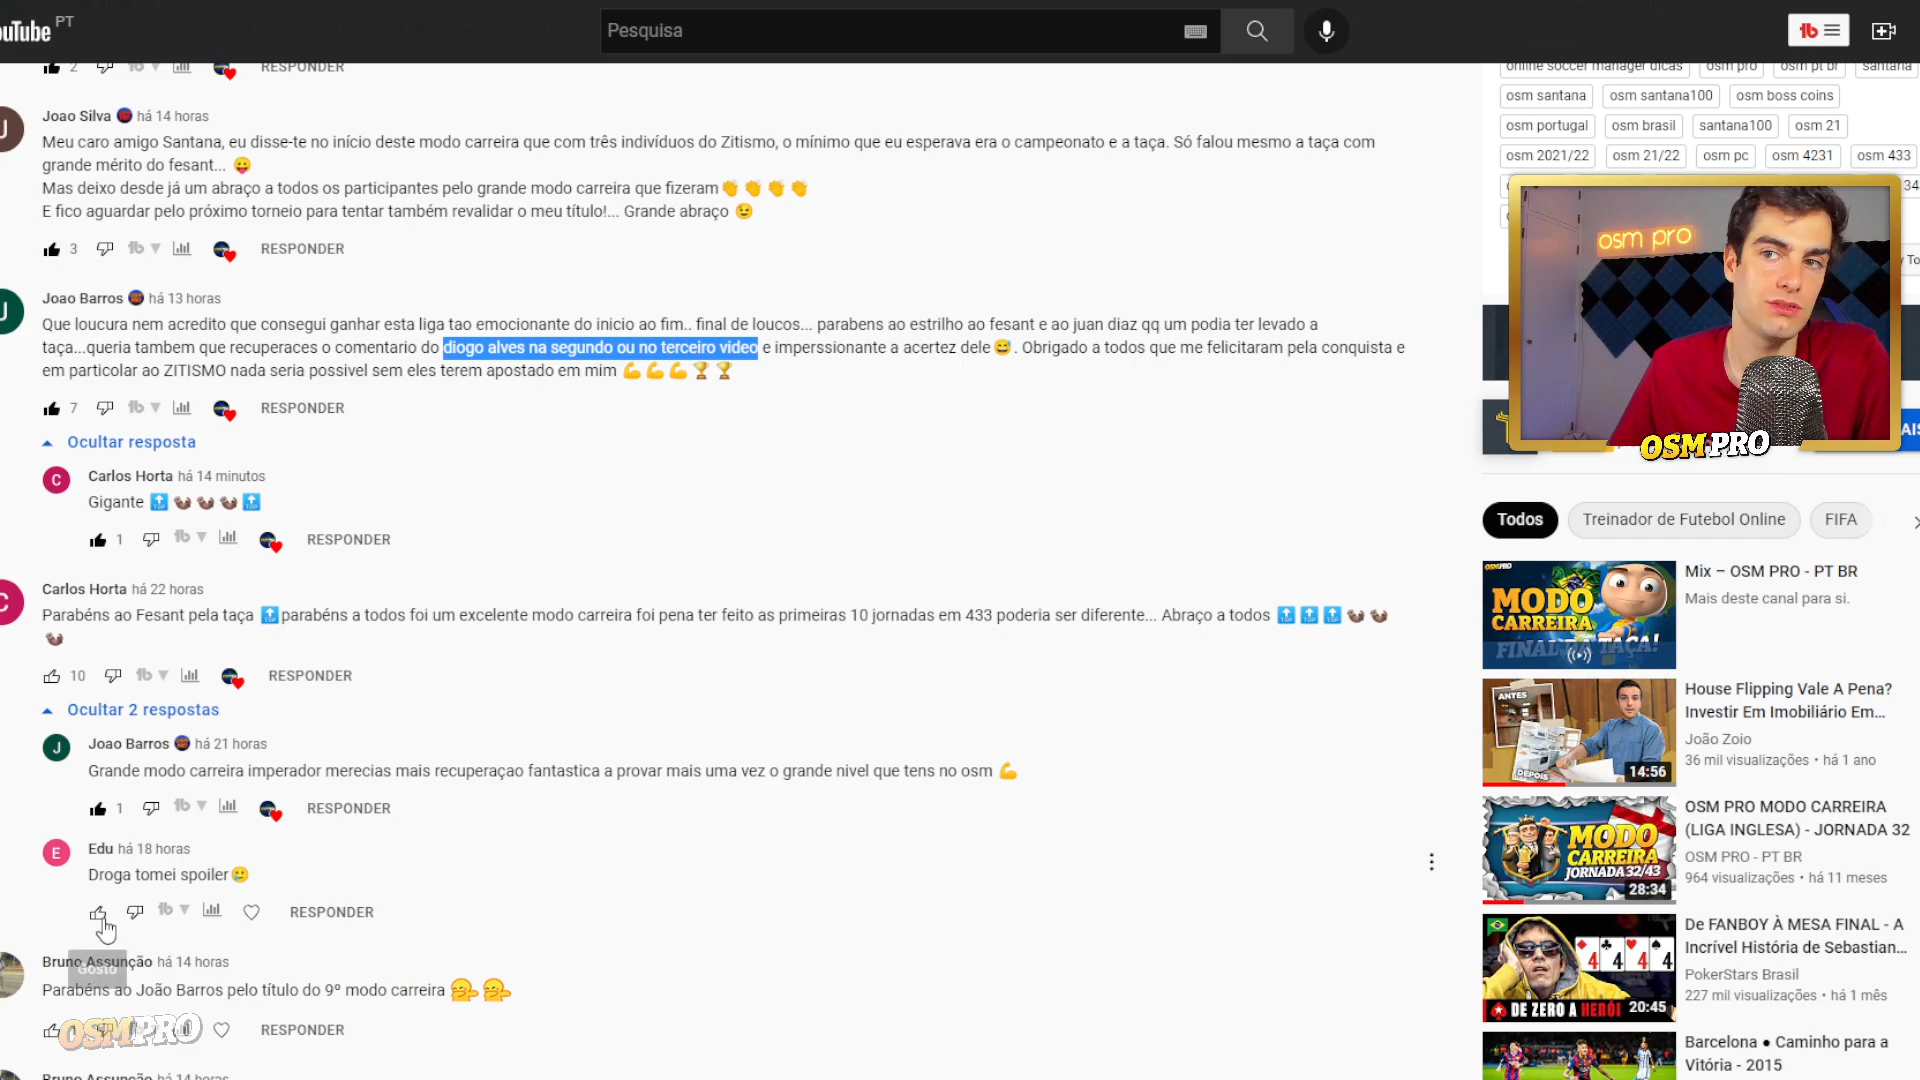 ouTube PT
Pesquisa
2 RESPONDER
Joao Silva há 14 horas
Meu caro amigo Santana, eu disse-te no início deste modo carreira que com três indivíduos do Zitismo, o mínimo que eu esperava era o campeonato e a taça. Só falou mesmo a taça com
grande mérito do fesant... 😛
Mas deixo desde já um abraço a todos os participantes pelo grande modo carreira que fizeram👏👏👏👏
E fico aguardar pelo próximo torneio para tentar também revalidar o meu título!... Grande abraço 😉
3 RESPONDER
Joao Barros há 13 horas
Que loucura nem acredito que consegui ganhar esta liga tao emocionante do inicio ao fim.. final de loucos... parabens ao estrilho ao fesant e ao juan diaz qq um podia ter levado a
taça...queria tambem que recuperaces o comentario do diogo alves na segundo ou no terceiro video e imperssionante a acertez dele😅. Obrigado a todos que me felicitaram pela conquista e
em particolar ao ZITISMO nada seria possivel sem eles terem apostado em mim 💪💪💪🏆🏆
7 RESPONDER
Ocultar resposta
C
Carlos Horta há 14 minutos
Gigante 🔝🦦🦦🦦🔝
1 RESPONDER
Carlos Horta há 22 horas
Parabéns ao Fesant pela taça 🔝parabéns a todos foi um excelente modo carreira foi pena ter feito as primeiras 10 jornadas em 433 poderia ser diferente... Abraço a todos 🔝🔝🔝🦦🦦
🦦
10 RESPONDER
Ocultar 2 respostas
J
Joao Barros há 21 horas
Grande modo carreira imperador merecias mais recuperaçao fantastica a provar mais uma vez o grande nivel que tens no osm 💪
1 RESPONDER
E
Edu há 18 horas
Droga tomei spoiler🥲
RESPONDER
Gosto
Bruno Assunção há 14 horas
Parabéns ao João Barros pelo título do 9º modo carreira 🤗🤗
RESPONDER
OSMPRO
Bruno Assunção há 14 horas
online soccer manager dicas osm pro osm pt br santana
osm santana osm santana100 osm boss coins
osm portugal osm brasil santana100 osm 21
osm 2021/22 osm 21/22 osm pc osm 4231 osm 433
osm pro
OSM PRO
Todos Treinador de Futebol Online FIFA
OSMPRO
MODO
CARREIRA
FINAL DA TAÇA!
Mix – OSM PRO - PT BR
Mais deste canal para si.
ANTES
DEPOIS
14:56
House Flipping Vale A Pena?
Investir Em Imobiliário Em...
João Zoio
36 mil visualizações • há 1 ano
OSMPRO
MODO
CARREIRA
JORNADA 32/43
28:34
OSM PRO MODO CARREIRA
(LIGA INGLESA) - JORNADA 32
OSM PRO - PT BR
964 visualizações • há 11 meses
4 4 4 4
DE ZERO A HERÓI
20:45
De FANBOY À MESA FINAL - A
Incrível História de Sebastian...
PokerStars Brasil
227 mil visualizações • há 1 mês
Barcelona ● Caminho para a
Vitória - 2015